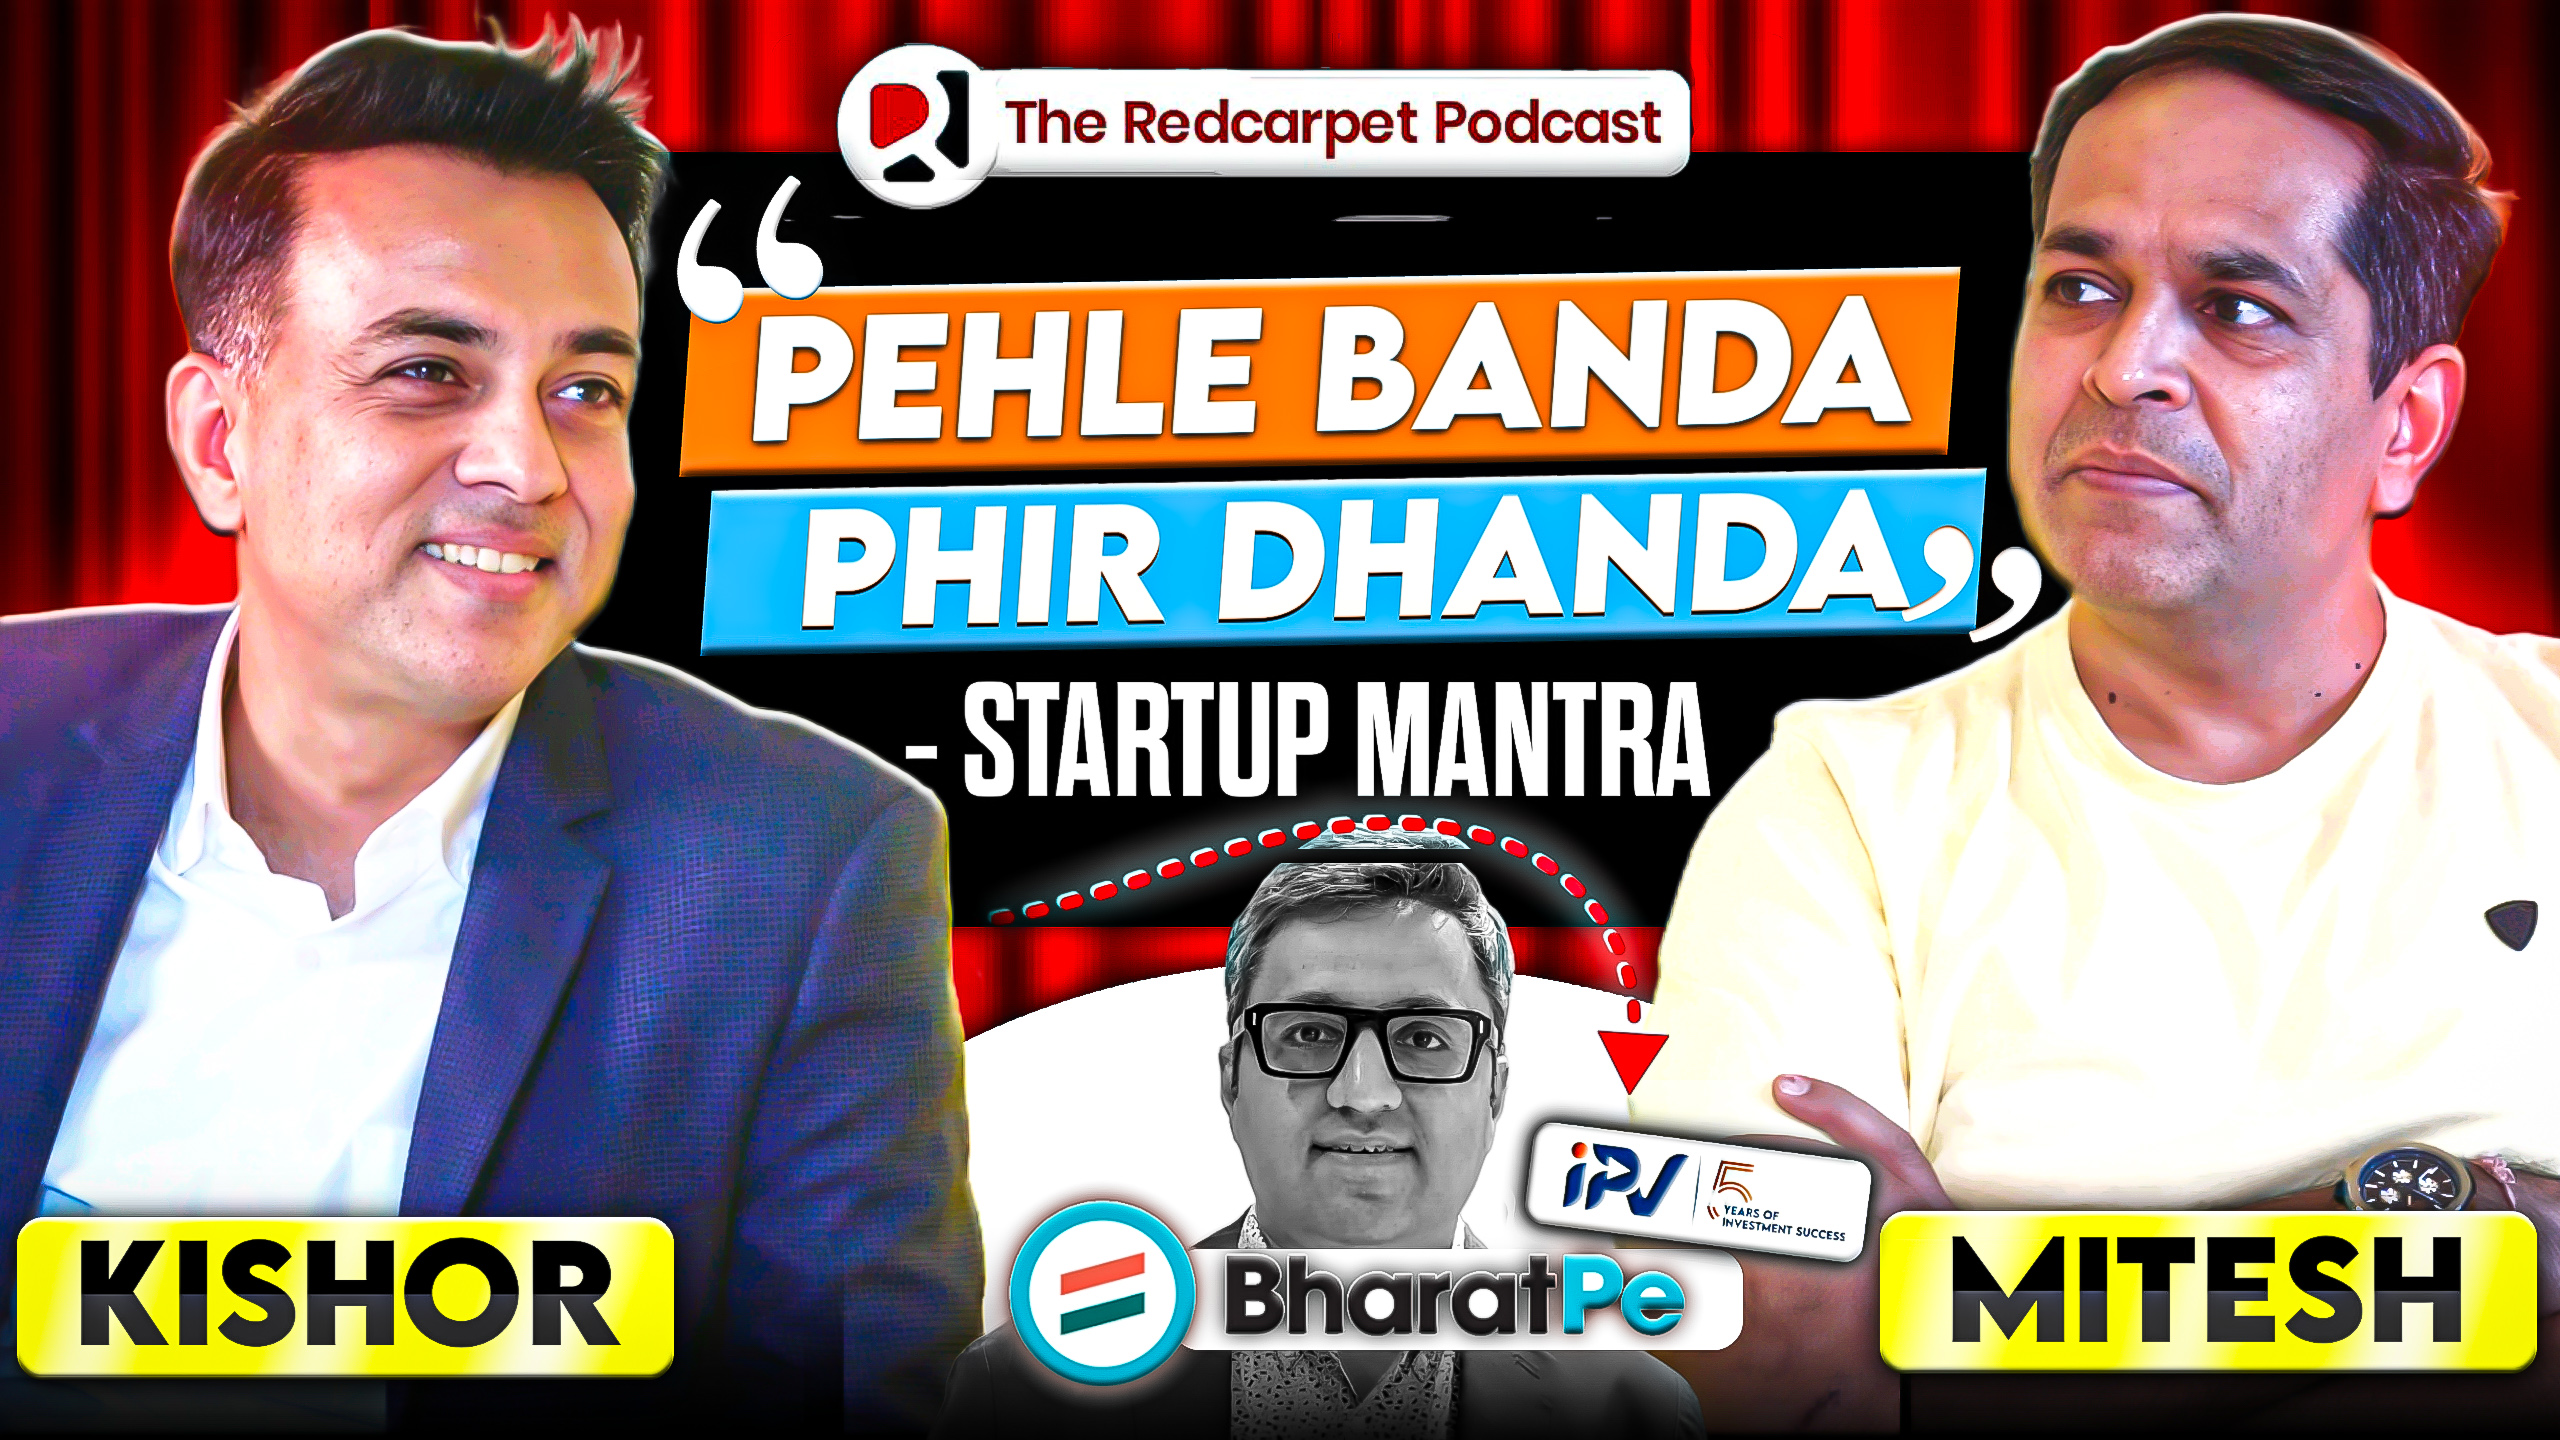 The Redcarpet Podcast
“PEHLE BANDA
PHIR DHANDA”
- STARTUP MANTRA
iPV
5
YEARS OF
INVESTMENT SUCCESS
BharatPe
KISHOR
MITESH